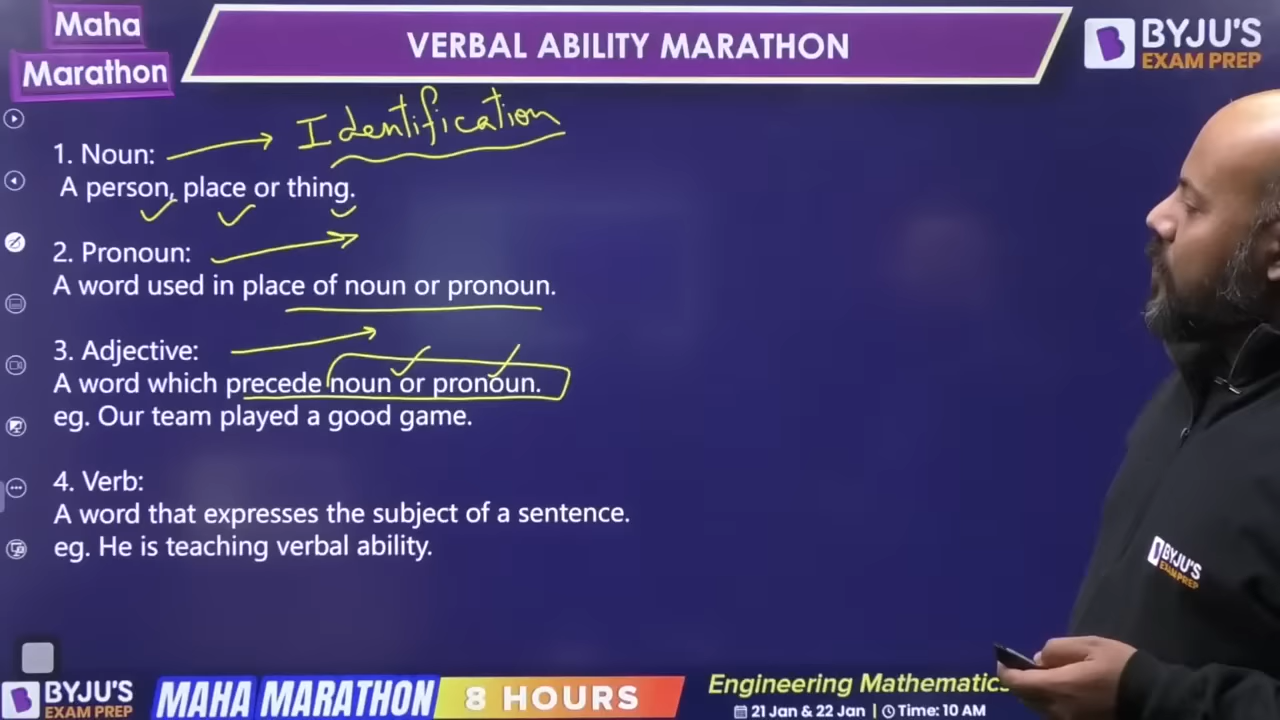 Maha
Marathon
VERBAL ABILITY MARATHON
BYJU'S
EXAM PREP
Identification
1. Noun:
A person, place or thing.
2. Pronoun:
A word used in place of noun or pronoun.
3. Adjective:
A word which precede noun or pronoun.
eg. Our team played a good game.
4. Verb:
A word that expresses the subject of a sentence.
eg. He is teaching verbal ability.
BYJU'S
EXAM PREP
BYJU'S
EXAM PREP
MAHA MARATHON
8 HOURS
Engineering Mathematics
21 Jan & 22 Jan | Time: 10 AM